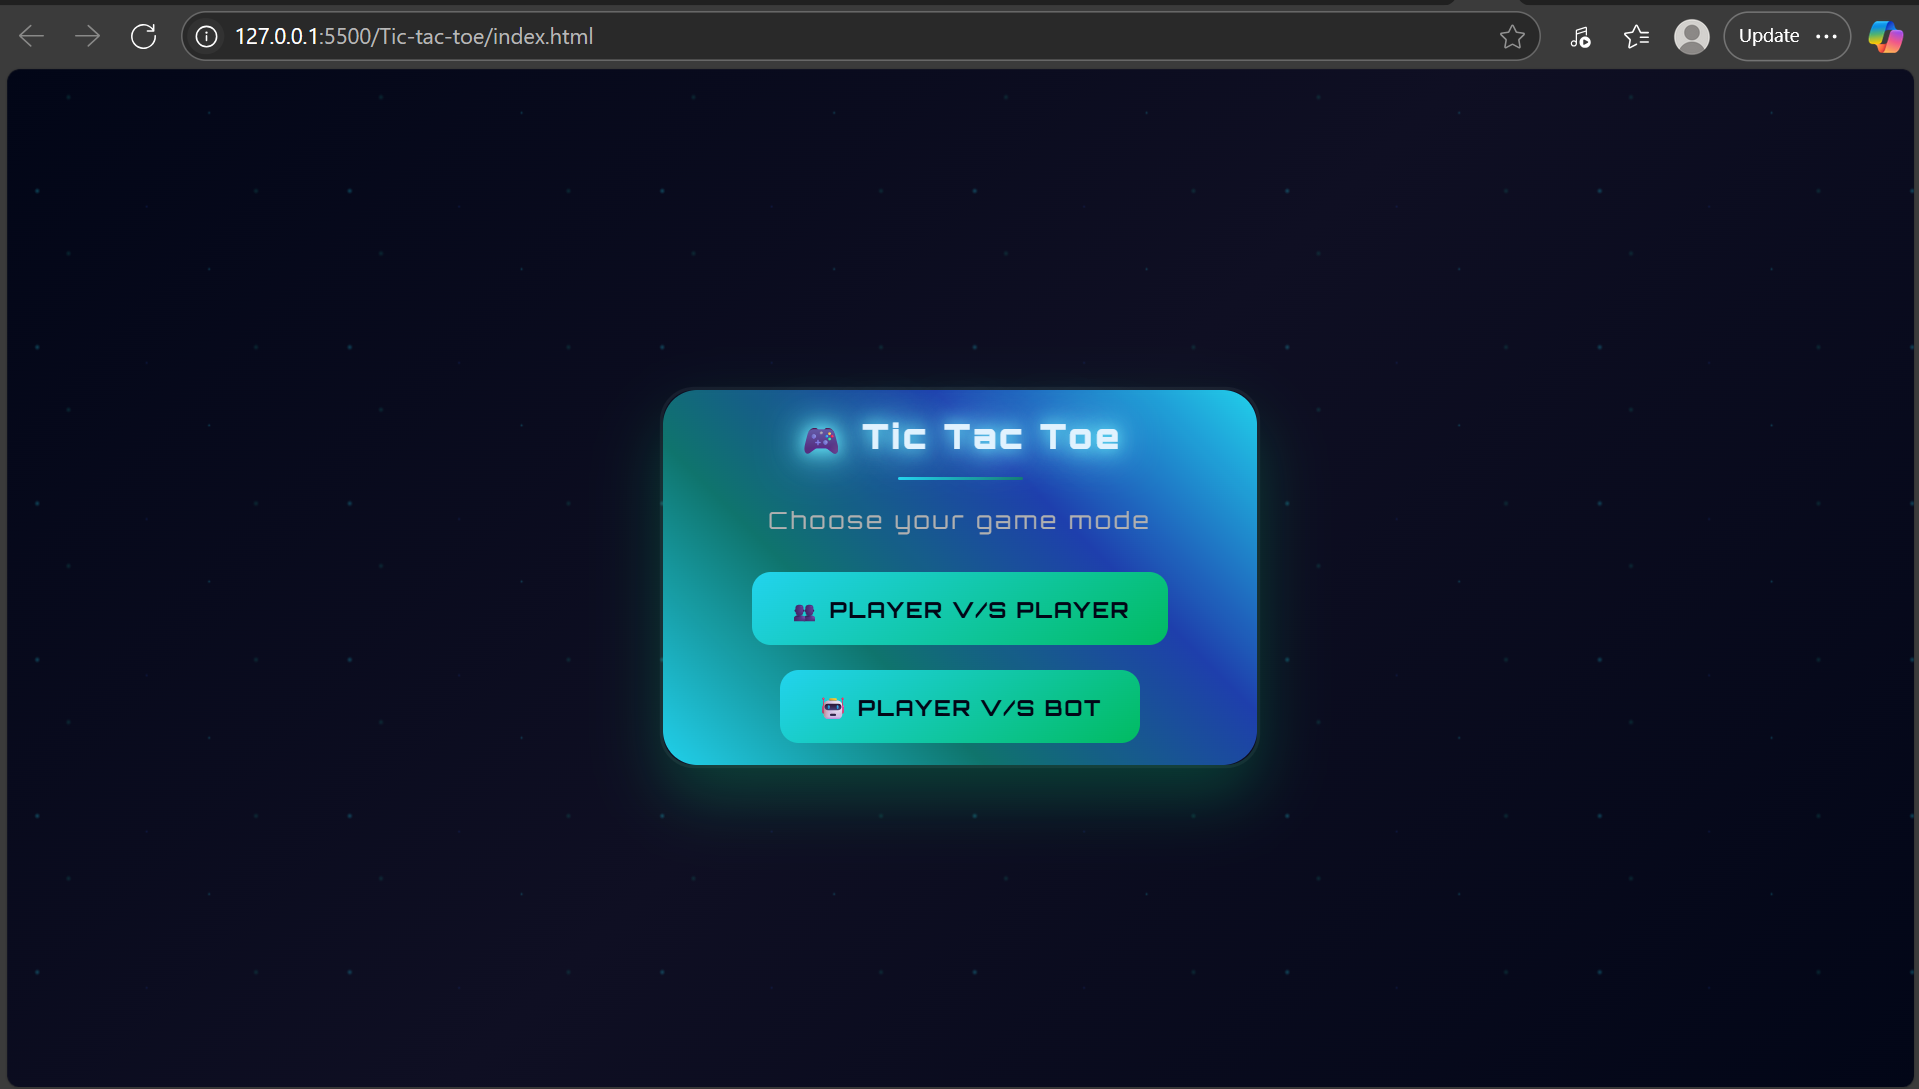 127.0.0.1:5500/Tic-tac-toe/index.html
Update
Tic Tac Toe
Choose your game mode
PLAYER V/S PLAYER
PLAYER V/S BOT